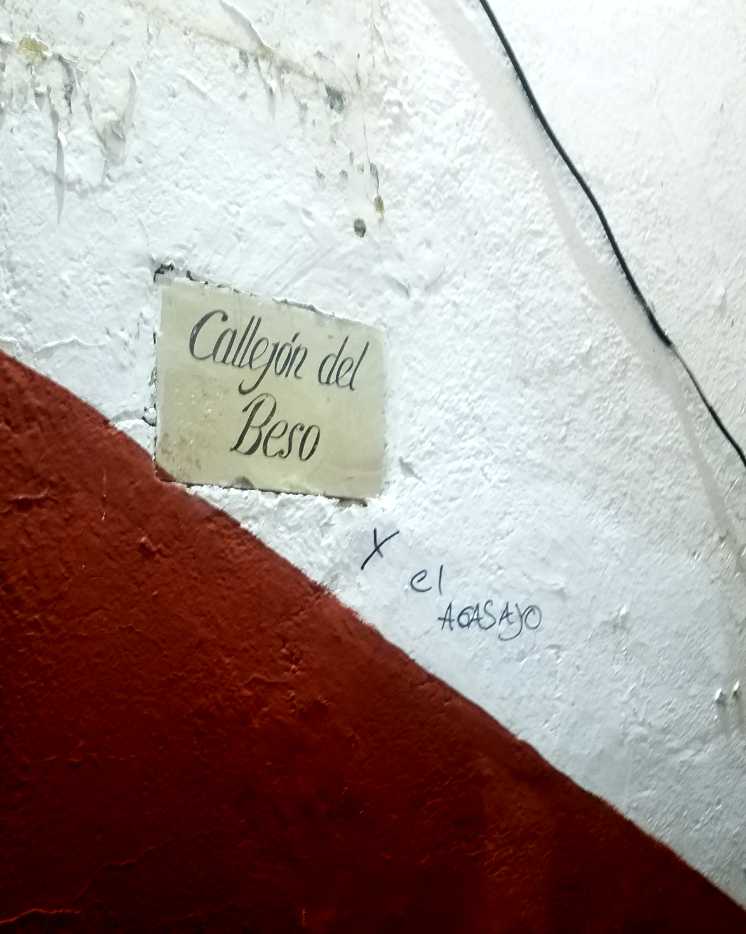 Callejón del
Beso
Y
el
AGASAJO